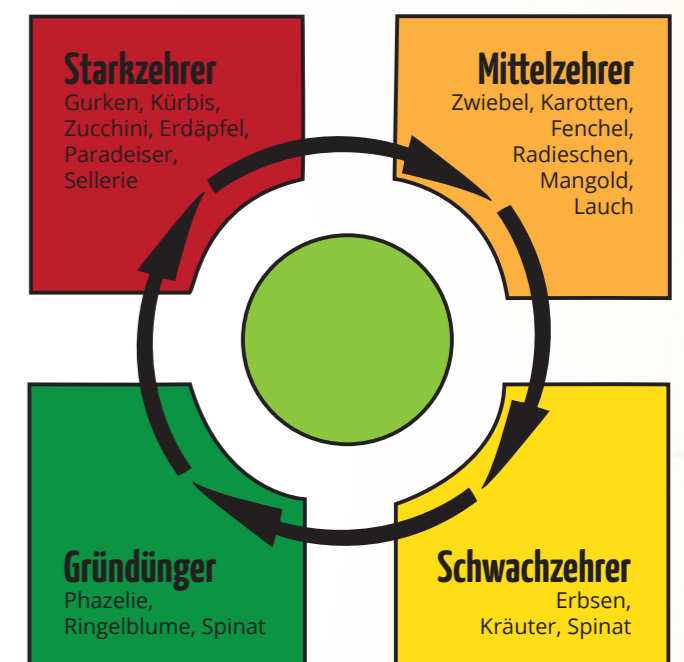 Starkzehrer
Gurken, Kürbis,
Zucchini, Erdäpfel,
Paradeiser,
Sellerie
Mittelzehrer
Zwiebel, Karotten,
Fenchel,
Radieschen,
Mangold,
Lauch
Gründünger
Phazelie,
Ringelblume, Spinat
Schwachzehrer
Erbsen,
Kräuter, Spinat